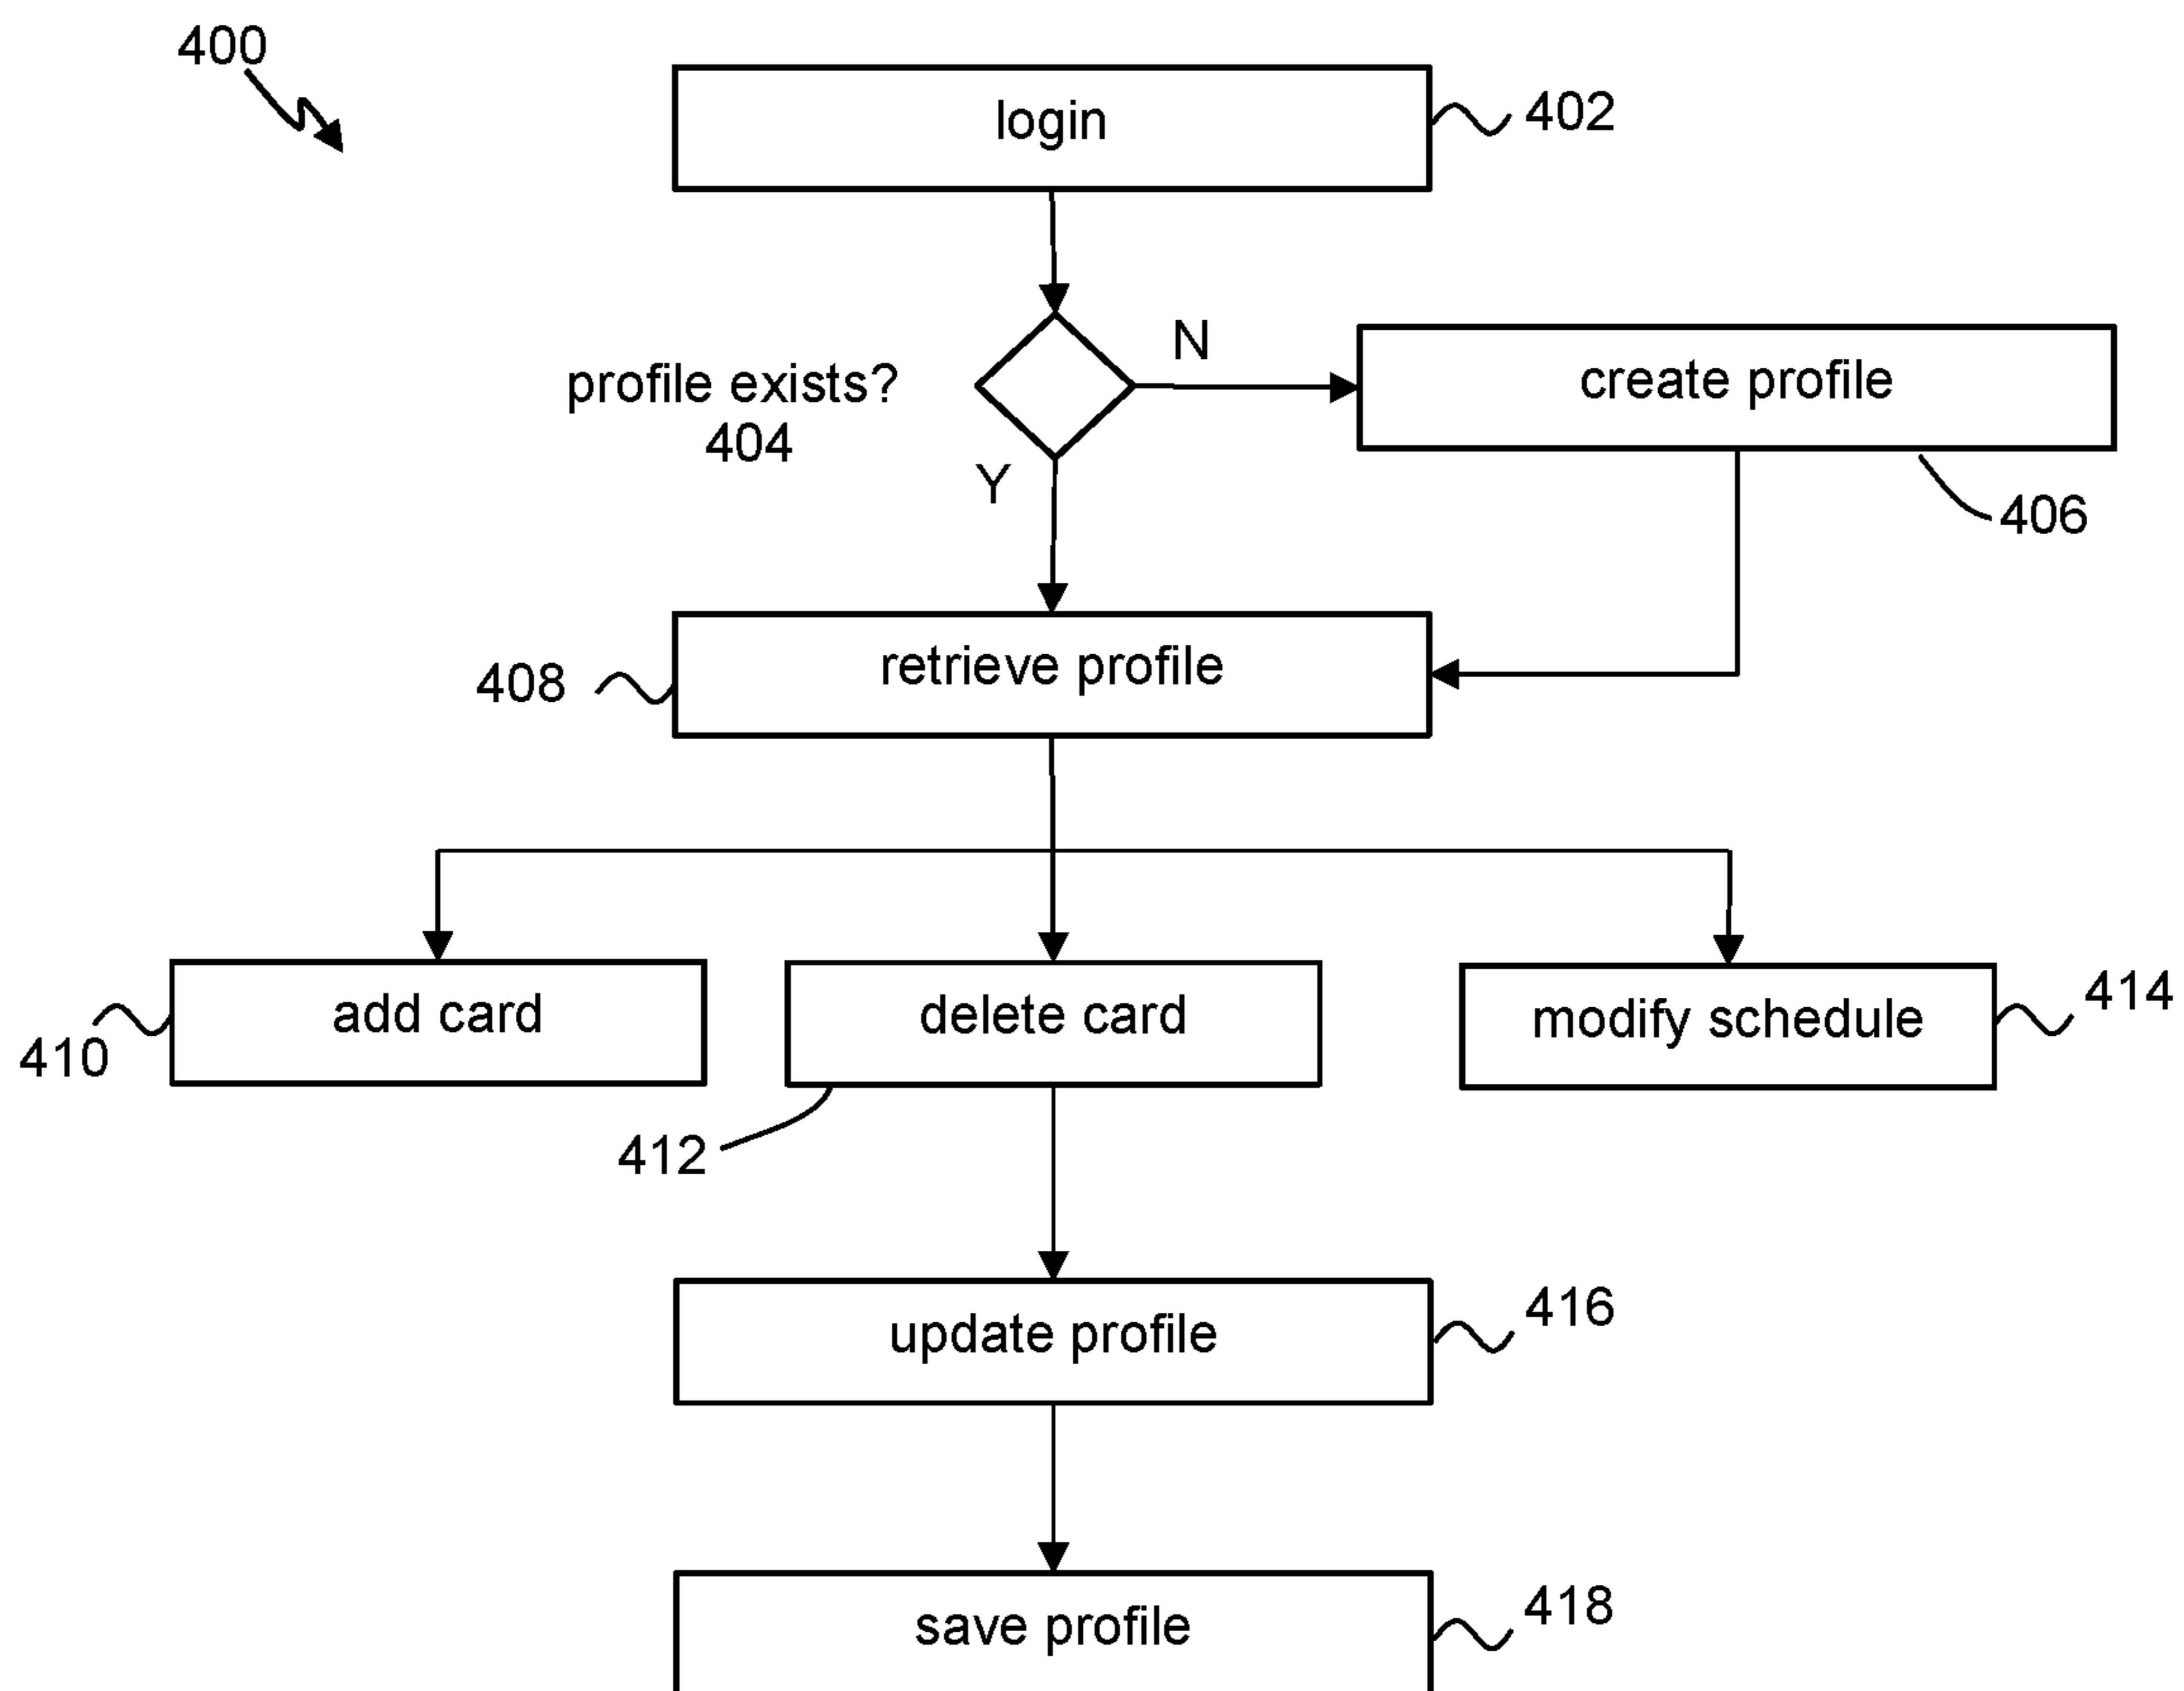 400
login
402
N
profile exists?
404
create profile
Y
406
retrieve profile
408
add card
delete card
modify schedule
414
410
412
update profile
416
save profile
418